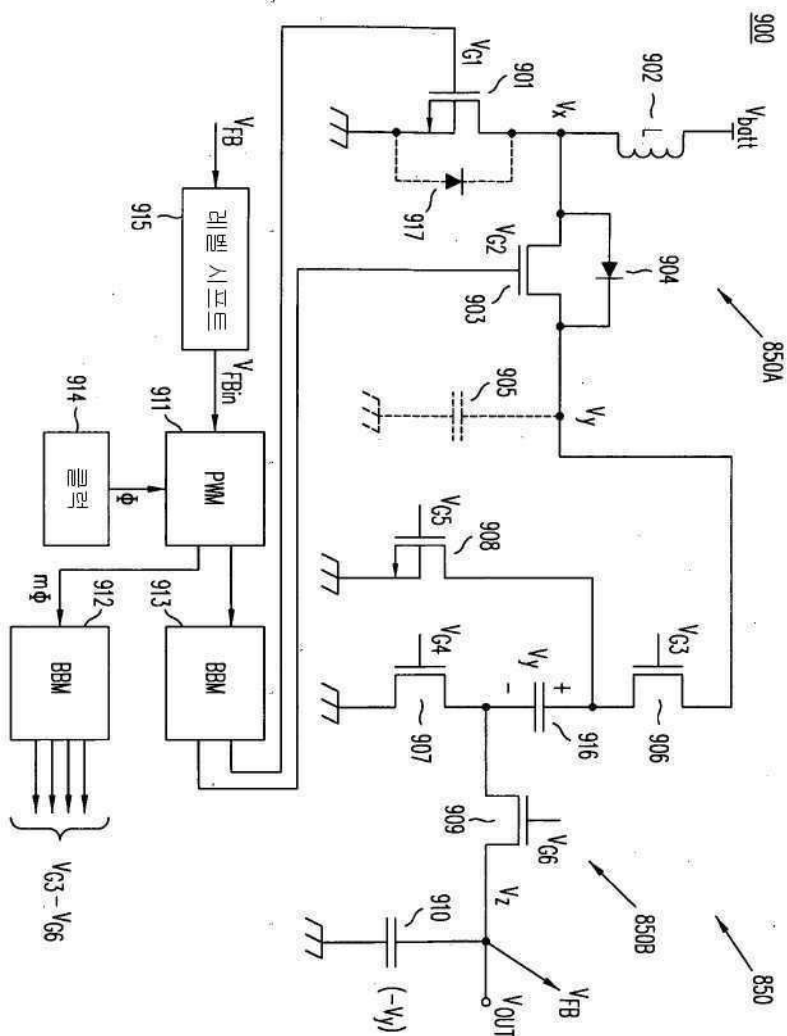 900
V_batt
902
L
V_x
901
V_G1
917
904
V_G2
903
850A
V_y
905
V_G3
906
V_G5
908
+
V_y
-
916
V_G4
907
V_G6
909
850B
850
V_z
910
(-V_y)
V_FB
V_OUT
V_FB
915
레벨 시프트
V_FBin
911
PWM
914
클럭
Φ
mΦ
913
BBM
912
BBM
V_G3-V_G6